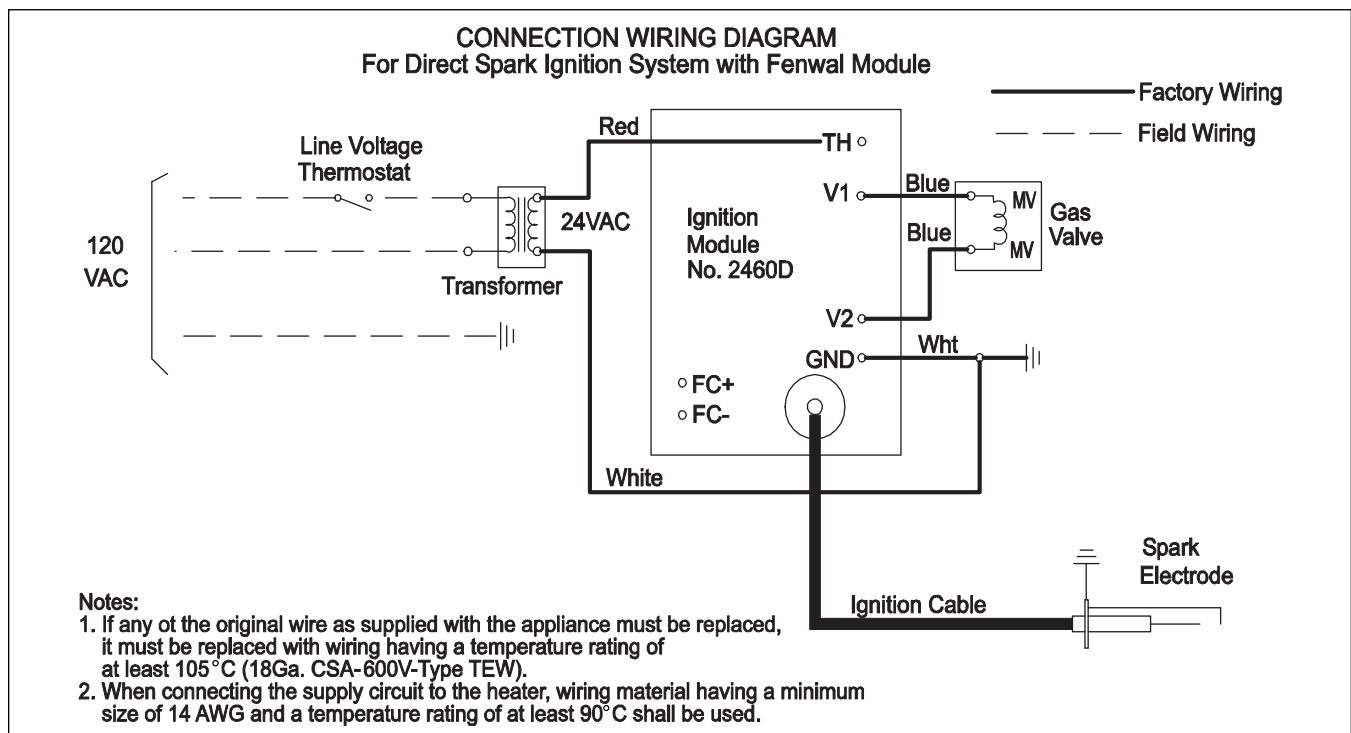 CONNECTION WIRING DIAGRAM
For Direct Spark Ignition System with Fenwal Module
Factory Wiring
Field Wiring
Line Voltage
Thermostat
120
VAC
Transformer
24VAC
Red
TH
V1
Blue
MV
Gas
Valve
Blue
MV
Ignition
Module
No. 2460D
V2
GND
Wht
FC+
FC-
White
Ignition Cable
Spark
Electrode
Notes:
1. If any ot the original wire as supplied with the appliance must be replaced,
it must be replaced with wiring having a temperature rating of
at least 105°C (18Ga. CSA-600V-Type TEW).
2. When connecting the supply circuit to the heater, wiring material having a minimum
size of 14 AWG and a temperature rating of at least 90°C shall be used.